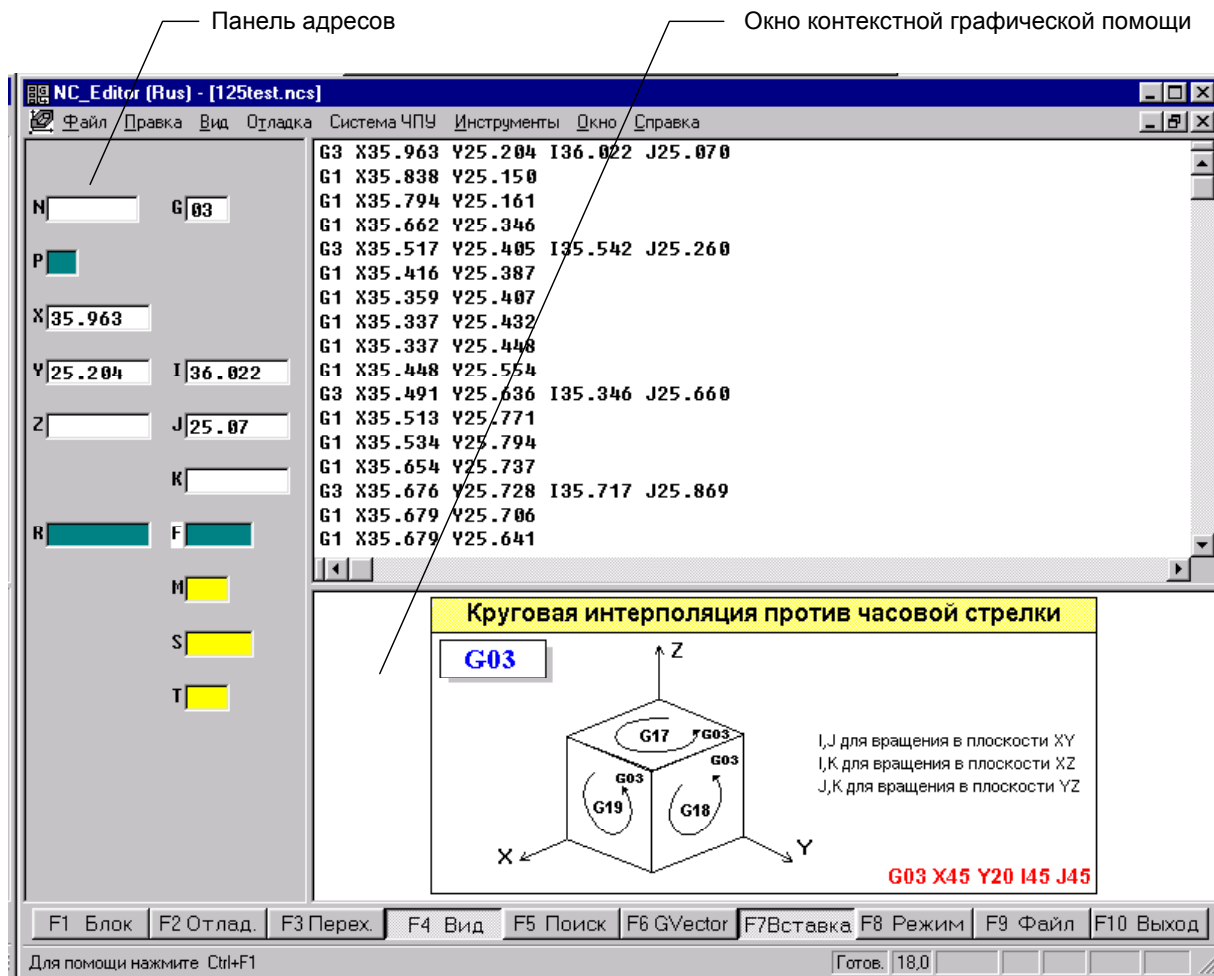 Панель адресов
Окно контекстной графической помощи
NC_Editor (Rus) - [125test.ncs]
Файл Правка Вид Отладка Система ЧПУ Инструменты Окно Справка
N
G 03
P
X 35.963
Y 25.204 I 36.022
Z J 25.07
K
R F
M
S
T
G3 X35.963 Y25.204 I36.022 J25.070
G1 X35.838 Y25.150
G1 X35.794 Y25.161
G1 X35.662 Y25.346
G3 X35.517 Y25.405 I35.542 J25.260
G1 X35.416 Y25.387
G1 X35.359 Y25.407
G1 X35.337 Y25.432
G1 X35.337 Y25.448
G1 X35.448 Y25.554
G3 X35.491 Y25.636 I35.346 J25.660
G1 X35.513 Y25.771
G1 X35.534 Y25.794
G1 X35.654 Y25.737
G3 X35.676 Y25.728 I35.717 J25.869
G1 X35.679 Y25.706
G1 X35.679 Y25.641
Круговая интерполяция против часовой стрелки
G03
Z
G17 G03
G03
G03
G19
G18
X
Y
I,J для вращения в плоскости XY
I,K для вращения в плоскости XZ
J,K для вращения в плоскости YZ
G03 X45 Y20 I45 J45
F1 Блок F2 Отлад. F3 Перех. F4 Вид F5 Поиск F6 GVector F7Вставка F8 Режим F9 Файл F10 Выход
Для помощи нажмите Ctrl+F1
Готов. 18,0